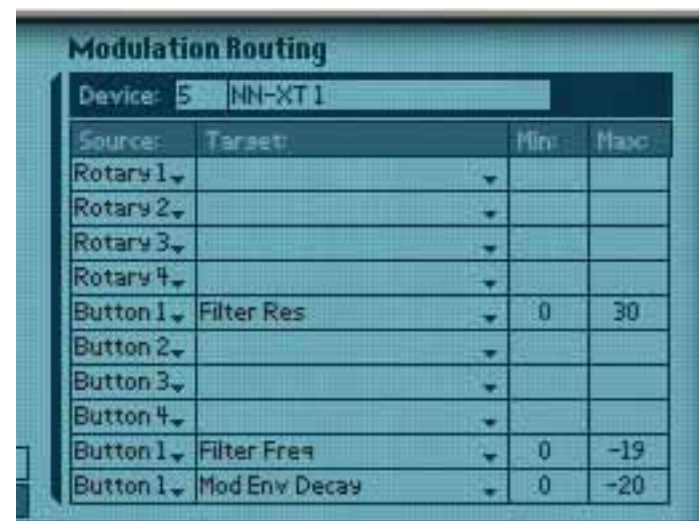 Modulation Routing
Device: 5 NN-XT 1
Source: Target: Min: Max:
Rotary 1
Rotary 2
Rotary 3
Rotary 4
Button 1 Filter Res 0 30
Button 2
Button 3
Button 4
Button 1 Filter Freq 0 -19
Button 1 Mod Env Decay 0 -20